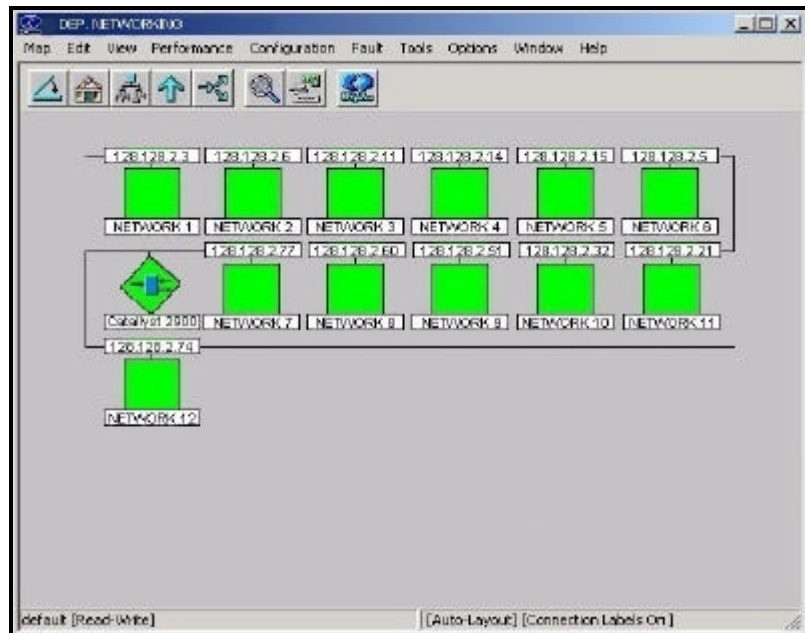 DEP. NETWORKING
Map Edit View Performance Configuration Fault Tools Options Window Help
128.128.2.3 128.128.2.6 128.128.2.11 128.128.2.14 128.128.2.15 128.128.2.5
NETWORK 1 NETWORK 2 NETWORK 3 NETWORK 4 NETWORK 5 NETWORK 6
128.128.2.77 128.128.2.60 128.128.2.51 128.128.2.32 128.128.2.21
Catalyst 2900 NETWORK 7 NETWORK 8 NETWORK 9 NETWORK 10 NETWORK 11
128.128.2.74
NETWORK 12
default [Read-Write] [Auto-Layout] [Connection Labels On]